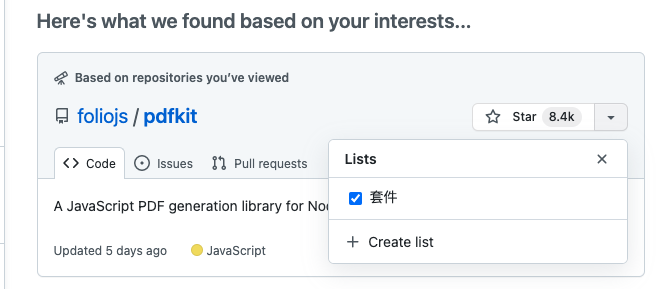 Here's what we found based on your interests...
Based on repositories you've viewed
foliojs / pdfkit
Star 8.4k
Code Issues Pull requests
Lists
套件
A JavaScript PDF generation library for
Create list
Updated 5 days ago JavaScript